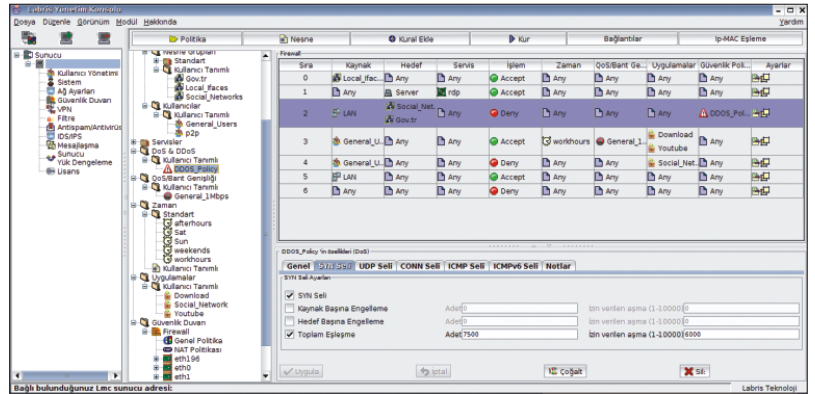 Labris Yönetim Konsolu
Dosya Düzenle Görünüm Modül Hakkında Yardım
Politika Nesne Kural Ekle Kur Bağlantılar Ip-MAC Eşleme
Sunucu
Kullanıcı Yönetimi
Sistem
Ağ Ayarları
Güvenlik Duvarı
VPN
Filtre
Antispam/Antivirüs
IDS/IPS
Mesajlaşma
Sunucu
Yük Dengeleme
Lisans
Nesne Grupları
Standart
Kullanıcı Tanımlı
Gov.tr
Local_Ifaces
Social_Networks
Kullanıcılar
Kullanıcı Tanımlı
General_Users
p2p
Servisler
DoS & DDoS
Kullanıcı Tanımlı
DDOS_Policy
QoS/Bant Genişliği
Kullanıcı Tanımlı
General_1Mbps
Zaman
Standart
afterhours
Sat
Sun
weekends
workhours
Kullanıcı Tanımlı
Uygulamalar
Kullanıcı Tanımlı
Download
Social_Network
Youtube
Güvenlik Duvarı
Firewall
Genel Politika
NAT Politikası
eth196
eth0
eth1
Firewall
Sıra Kaynak Hedef Servis İşlem Zaman QoS/Bant Ge... Uygulamalar Güvenlik Poli... Ayarlar
0 Local_Ifac... Any Any Accept Any Any Any Any
1 Any Server rdp Accept Any Any Any Any
2 LAN Social_Net... Gov.tr Any Deny Any Any Any DDOS_Pol...
3 General_U... Any Any Accept workhours General_1... Download Youtube Any
4 General_U... Any Any Deny Any Any Social_Net... Any
5 LAN Any Any Accept Any Any Any Any
6 Any Any Any Deny Any Any Any Any
DDOS_Policy 'in özellikleri (DoS)
Genel SYN Seli UDP Seli CONN Seli ICMP Seli ICMPv6 Seli Notlar
SYN Seli Ayarları
SYN Seli
Kaynak Başına Engelleme Adet 0 İzin verilen aşma (1-10000) 0
Hedef Başına Engelleme Adet 0 İzin verilen aşma (1-10000) 0
Toplam Eşleşme Adet 7500 İzin verilen aşma (1-10000) 6000
Uygula İptal Çoğalt Sil
Bağlı bulunduğunuz Lmc sunucu adresi: Labris Teknoloji